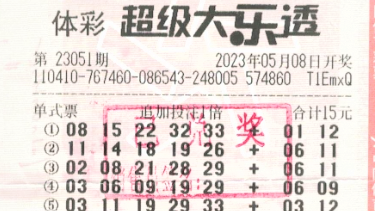 体彩 超级大乐透
第 23051期 2023年05月08日开奖
110410-767460-086543-248005 574860 T1EmxQ
单式票 追加投注1倍 合计15元
① 08 15 22 32 33 + 01 12
② 11 14 18 19 26 + 06 11
③ 02 08 21 28 29 + 06 11
④ 03 06 09 19 29 + 06 09
⑤ 03 11 19 29 33 + 03 12
兑奖